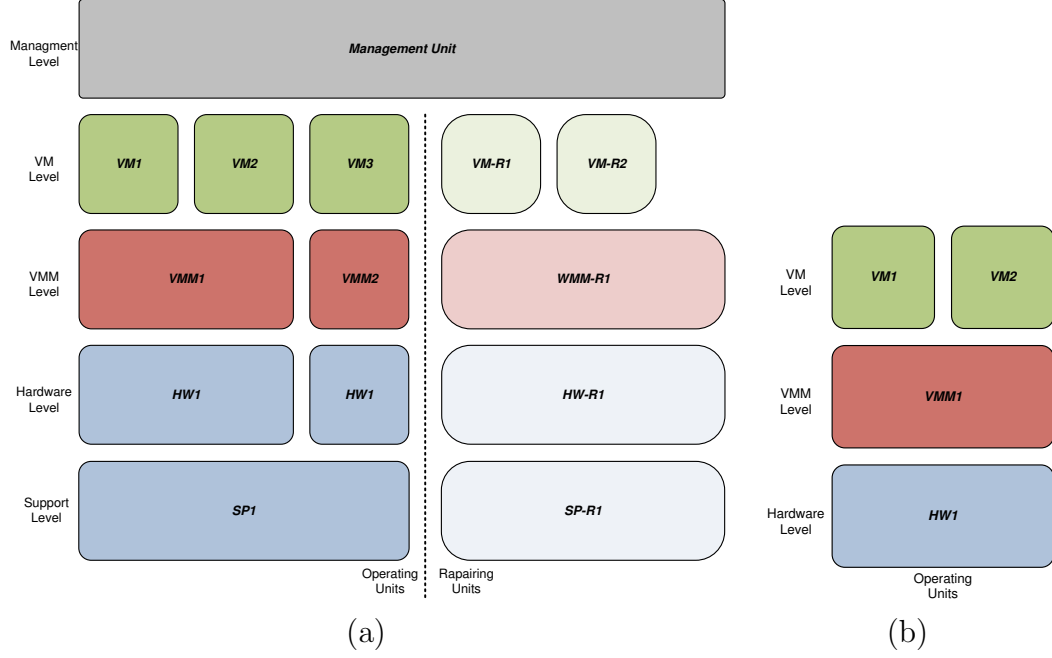 Managment
Level
Management Unit
VM
Level
VM1
VM2
VM3
VM-R1
VM-R2
VMM
Level
VMM1
VMM2
WMM-R1
Hardware
Level
HW1
HW1
HW-R1
Support
Level
SP1
SP-R1
Operating
Units
Rapairing
Units
(a)
VM
Level
VM1
VM2
VMM
Level
VMM1
Hardware
Level
HW1
Operating
Units
(b)